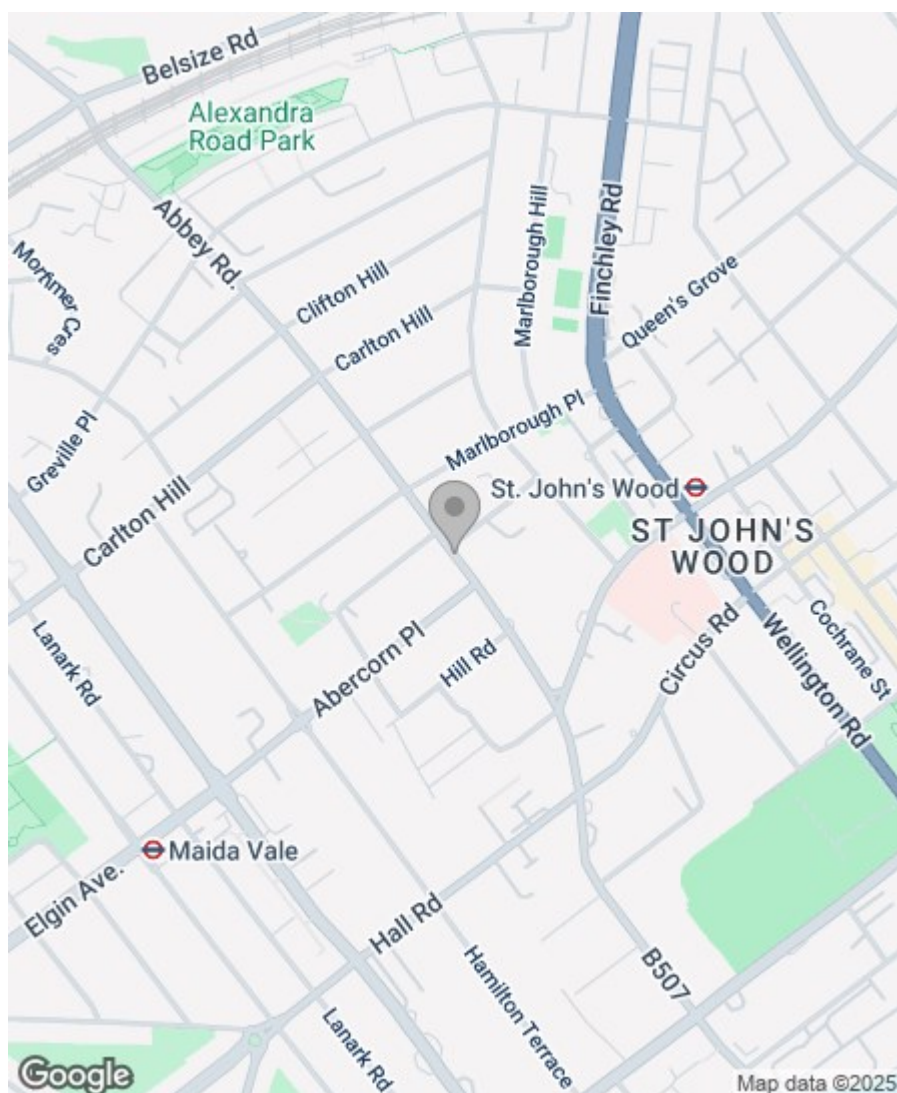 Belsize Rd
Alexandra
Road Park
Abbey Rd.
Mortimer Cres
Clifton Hill
Marlborough Hill
Finchley Rd
Queen's Grove
Carlton Hill
Greville Pl
Marlborough Pl
St. John's Wood
Carlton Hill
ST JOHN'S
WOOD
Lanark Rd
Abercorn Pl
Hill Rd
Circus Rd
Cochrane St
Wellington Rd
Maida Vale
Elgin Ave.
Hall Rd
Hamilton Terrace
B507
Lanark Rd
Google
Map data ©2025